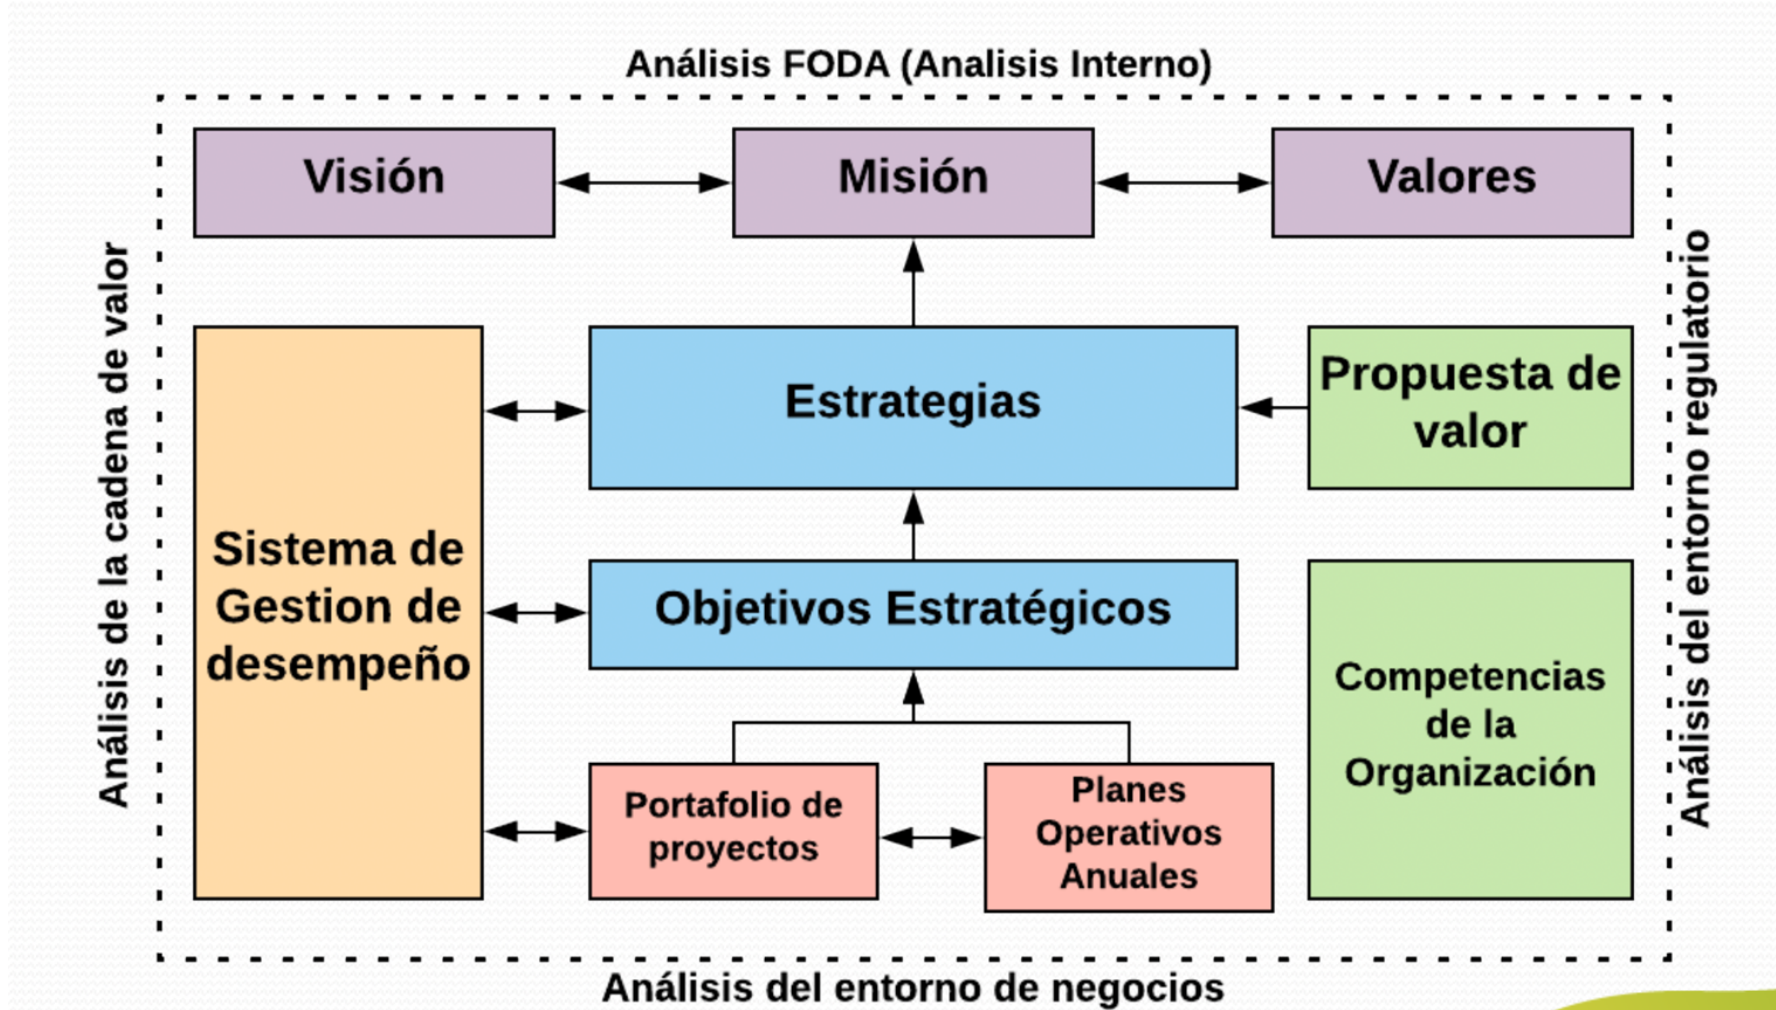 Análisis FODA (Analisis Interno)
Visión
Misión
Valores
Análisis de la cadena de valor
Sistema de
Gestion de
desempeño
Estrategias
Propuesta de
valor
Objetivos Estratégicos
Portafolio de
proyectos
Planes
Operativos
Anuales
Competencias
de la
Organización
Análisis del entorno regulatorio
Análisis del entorno de negocios